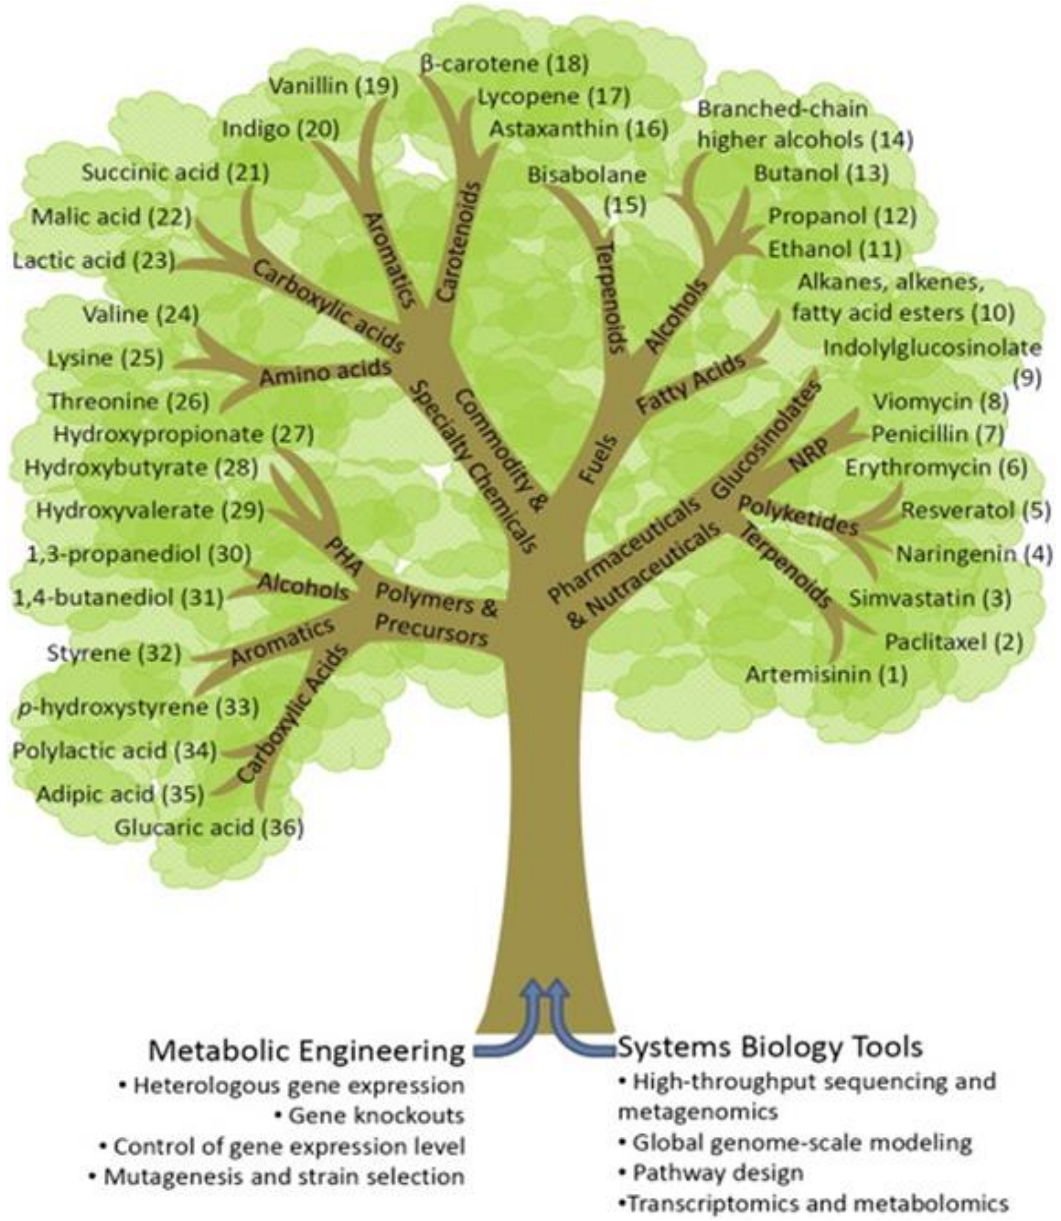 β-carotene (18)
Vanillin (19)
Lycopene (17)
Branched-chain
higher alcohols (14)
Indigo (20)
Astaxanthin (16)
Succinic acid (21)
Bisabolane
(15)
Butanol (13)
Malic acid (22)
Propanol (12)
Lactic acid (23)
Ethanol (11)
Aromatics
Carotenoids
Carboxylic acids
Terpenoids
Alcohols
Alkanes, alkenes,
fatty acid esters (10)
Valine (24)
Lysine (25)
Threonine (26)
Amino acids
Fatty Acids
Indolylglucosinolate
(9)
Commodity &
Specialty Chemicals
Fuels
Glucosinolates
Viomycin (8)
Penicillin (7)
NRP
Hydroxypropionate (27)
Hydroxybutyrate (28)
Hydroxyvalerate (29)
PHA
Erythromycin (6)
Resveratol (5)
Naringenin (4)
Polyketides
Pharmaceuticals
& Nutraceuticals
Terpenoids
1,3-propanediol (30)
1,4-butanediol (31)
Alcohols
Polymers &
Precursors
Simvastatin (3)
Paclitaxel (2)
Artemisinin (1)
Styrene (32)
p-hydroxystyrene (33)
Aromatics
Carboxylic Acids
Polylactic acid (34)
Adipic acid (35)
Glucaric acid (36)
Metabolic Engineering
• Heterologous gene expression
• Gene knockouts
• Control of gene expression level
• Mutagenesis and strain selection
Systems Biology Tools
• High-throughput sequencing and
metagenomics
• Global genome-scale modeling
• Pathway design
•Transcriptomics and metabolomics